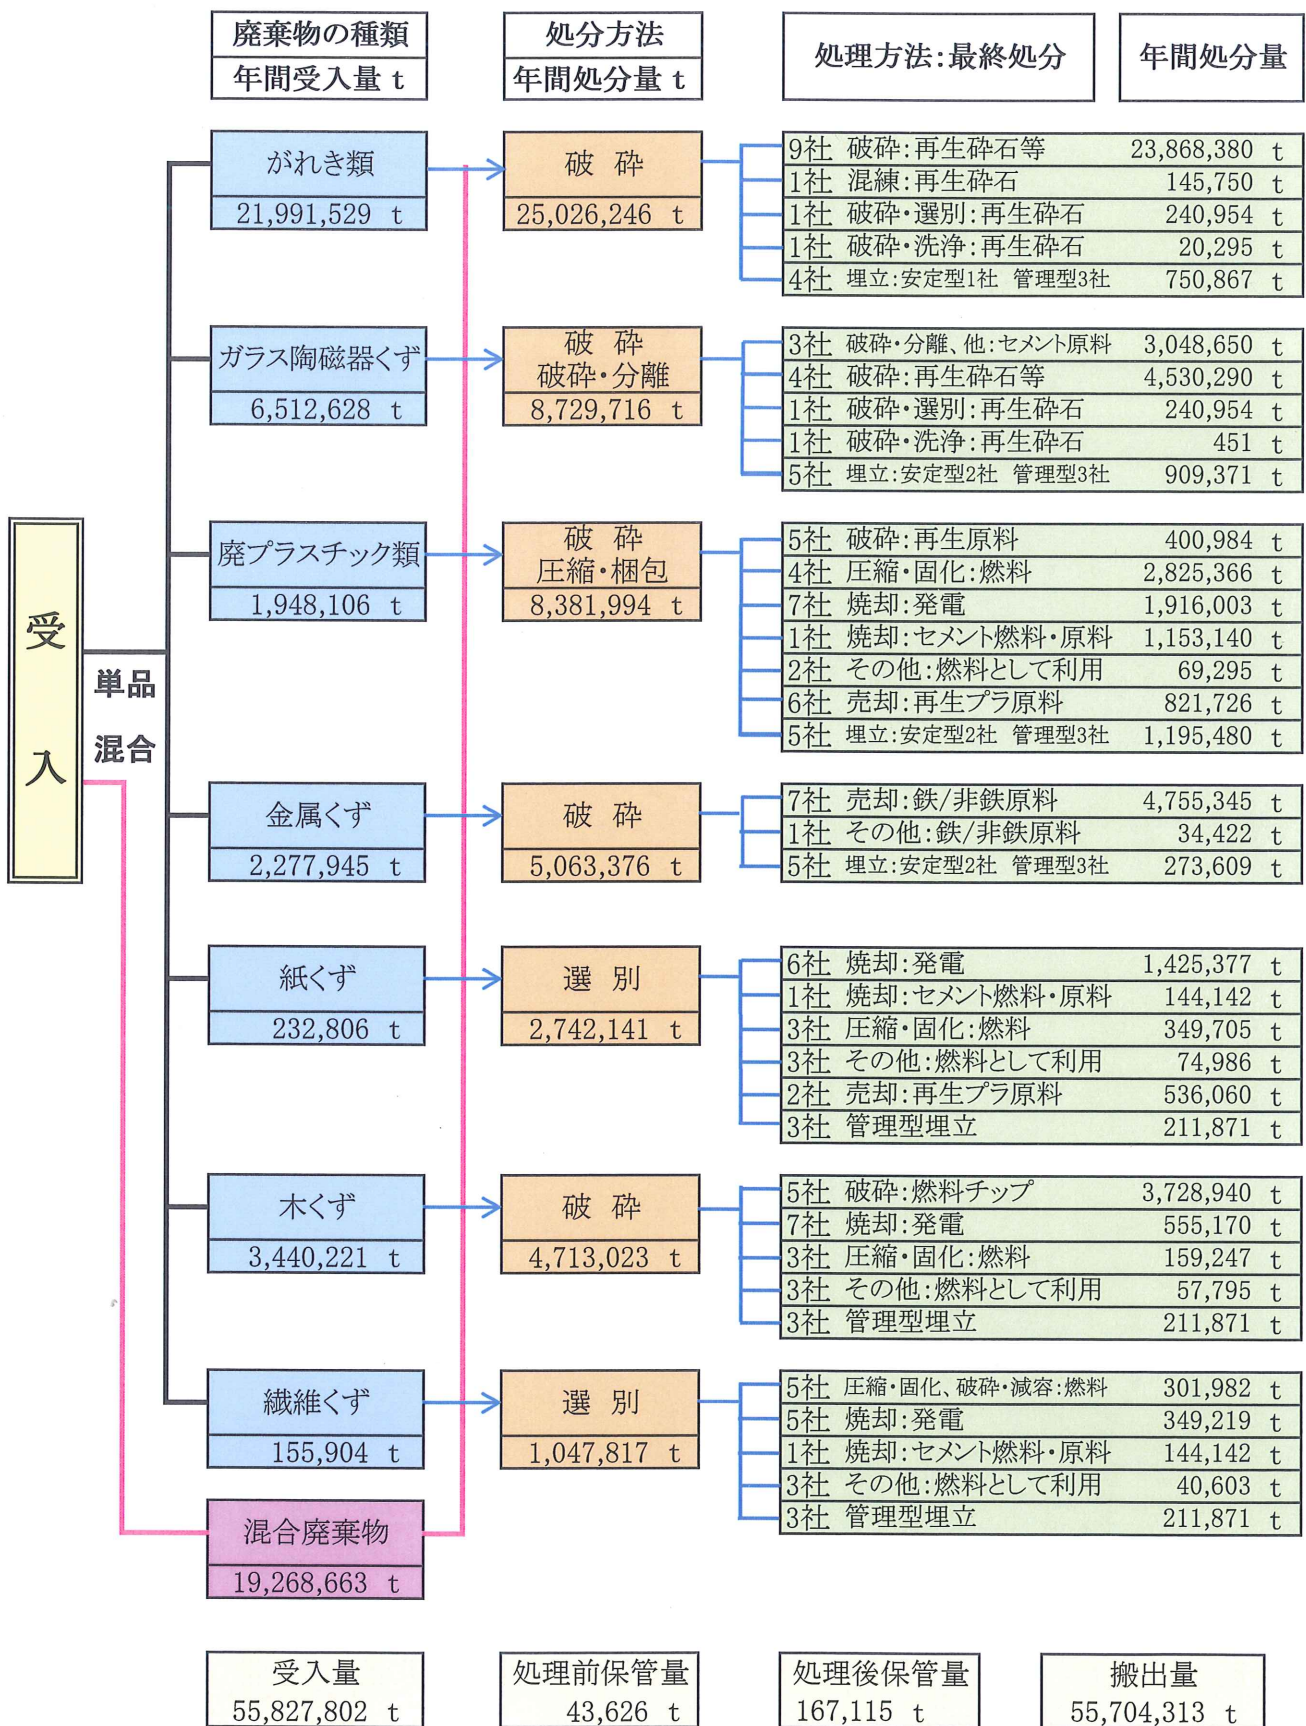 廃棄物の種類
年間受入量 t
処分方法
年間処分量 t
処理方法:最終処分
年間処分量
受入
単品
混合
がれき類
21,991,529 t
破 砕
25,026,246 t
9社 破砕:再生砕石等 23,868,380 t
1社 混練:再生砕石 145,750 t
1社 破砕・選別:再生砕石 240,954 t
1社 破砕・洗浄:再生砕石 20,295 t
4社 埋立:安定型1社 管理型3社 750,867 t
ガラス陶磁器くず
6,512,628 t
破 砕
破砕・分離
8,729,716 t
3社 破砕・分離、他:セメント原料 3,048,650 t
4社 破砕:再生砕石等 4,530,290 t
1社 破砕・選別:再生砕石 240,954 t
1社 破砕・洗浄:再生砕石 451 t
5社 埋立:安定型2社 管理型3社 909,371 t
廃プラスチック類
1,948,106 t
破 砕
圧縮・梱包
8,381,994 t
5社 破砕:再生原料 400,984 t
4社 圧縮・固化:燃料 2,825,366 t
7社 焼却:発電 1,916,003 t
1社 焼却:セメント燃料・原料 1,153,140 t
2社 その他:燃料として利用 69,295 t
6社 売却:再生プラ原料 821,726 t
5社 埋立:安定型2社 管理型3社 1,195,480 t
金属くず
2,277,945 t
破 砕
5,063,376 t
7社 売却:鉄/非鉄原料 4,755,345 t
1社 その他:鉄/非鉄原料 34,422 t
5社 埋立:安定型2社 管理型3社 273,609 t
紙くず
232,806 t
選 別
2,742,141 t
6社 焼却:発電 1,425,377 t
1社 焼却:セメント燃料・原料 144,142 t
3社 圧縮・固化:燃料 349,705 t
3社 その他:燃料として利用 74,986 t
2社 売却:再生プラ原料 536,060 t
3社 管理型埋立 211,871 t
木くず
3,440,221 t
破 砕
4,713,023 t
5社 破砕:燃料チップ 3,728,940 t
7社 焼却:発電 555,170 t
3社 圧縮・固化:燃料 159,247 t
3社 その他:燃料として利用 57,795 t
3社 管理型埋立 211,871 t
繊維くず
155,904 t
選 別
1,047,817 t
5社 圧縮・固化、破砕・減容:燃料 301,982 t
5社 焼却:発電 349,219 t
1社 焼却:セメント燃料・原料 144,142 t
3社 その他:燃料として利用 40,603 t
3社 管理型埋立 211,871 t
混合廃棄物
19,268,663 t
受入量
55,827,802 t
処理前保管量
43,626 t
処理後保管量
167,115 t
搬出量
55,704,313 t